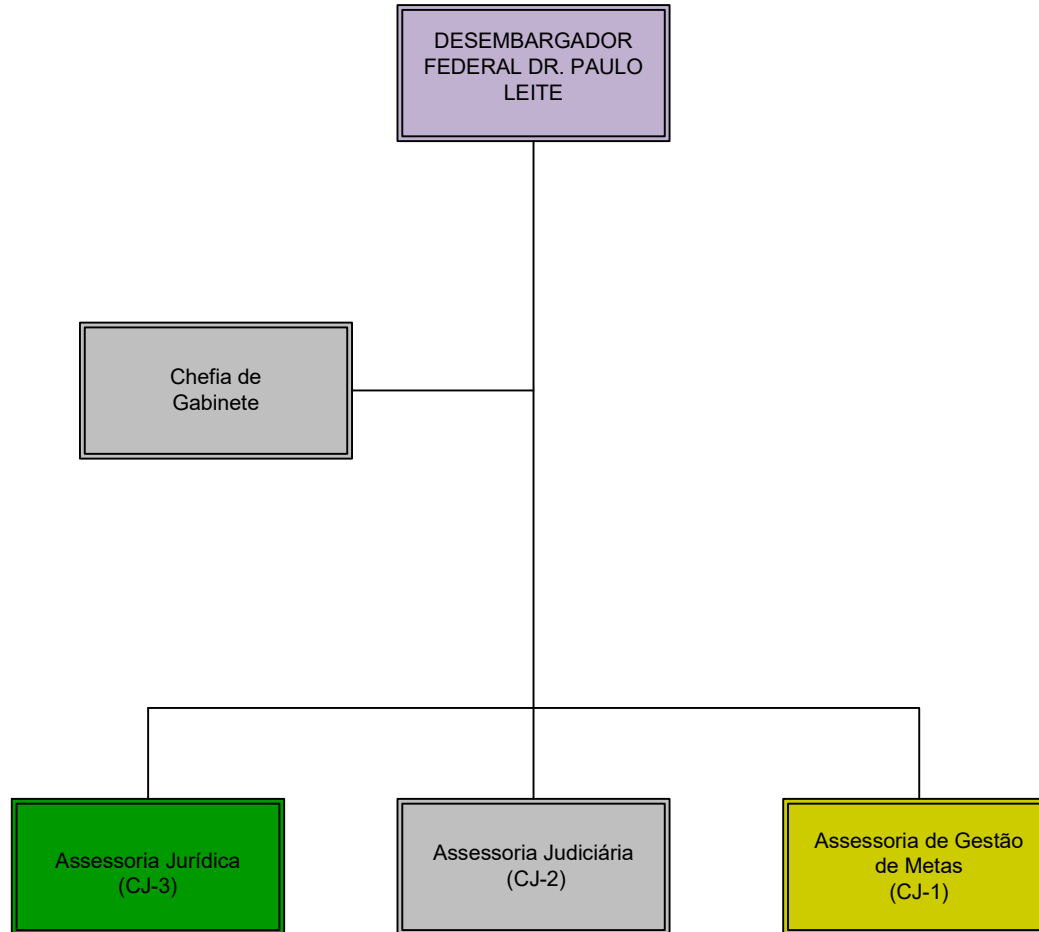 DESEMBARGADOR
FEDERAL DR. PAULO
LEITE
Chefia de
Gabinete
Assessoria Jurídica
(CJ-3)
Assessoria Judiciária
(CJ-2)
Assessoria de Gestão
de Metas
(CJ-1)